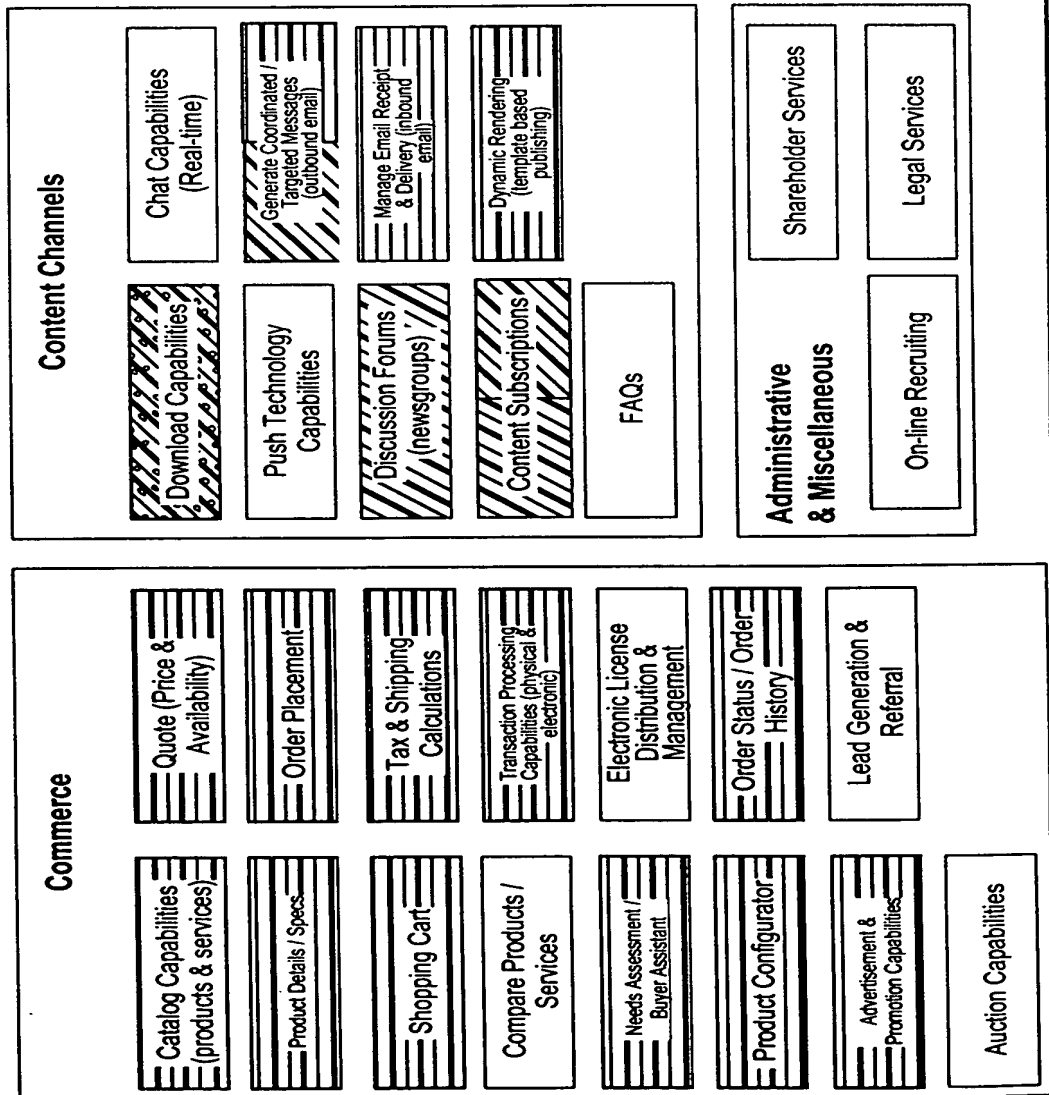 Commerce
Catalog Capabilities
(products & services)
Quote (Price &
Availability)
Product Details / Specs
Order Placement
Shopping Cart
Tax & Shipping
Calculations
Compare Products /
Services
Transaction Processing
Capabilities (physical &
electronic)
Needs Assessment /
Buyer Assistant
Electronic License
Distribution &
Management
Product Configurator
Order Status / Order
History
Advertisement &
Promotion Capabilities
Lead Generation &
Referral
Auction Capabilities
Content Channels
Download Capabilities
Chat Capabilities
(Real-time)
Push Technology
Capabilities
Generate Coordinated /
Targeted Messages
(outbound email)
Discussion Forums /
(newsgroups)
Manage Email Receipt
& Delivery (inbound
email)
Content Subscriptions
Dynamic Rendering
(template based
publishing)
FAQs
Administrative
& Miscellaneous
Shareholder Services
On-line Recruiting
Legal Services